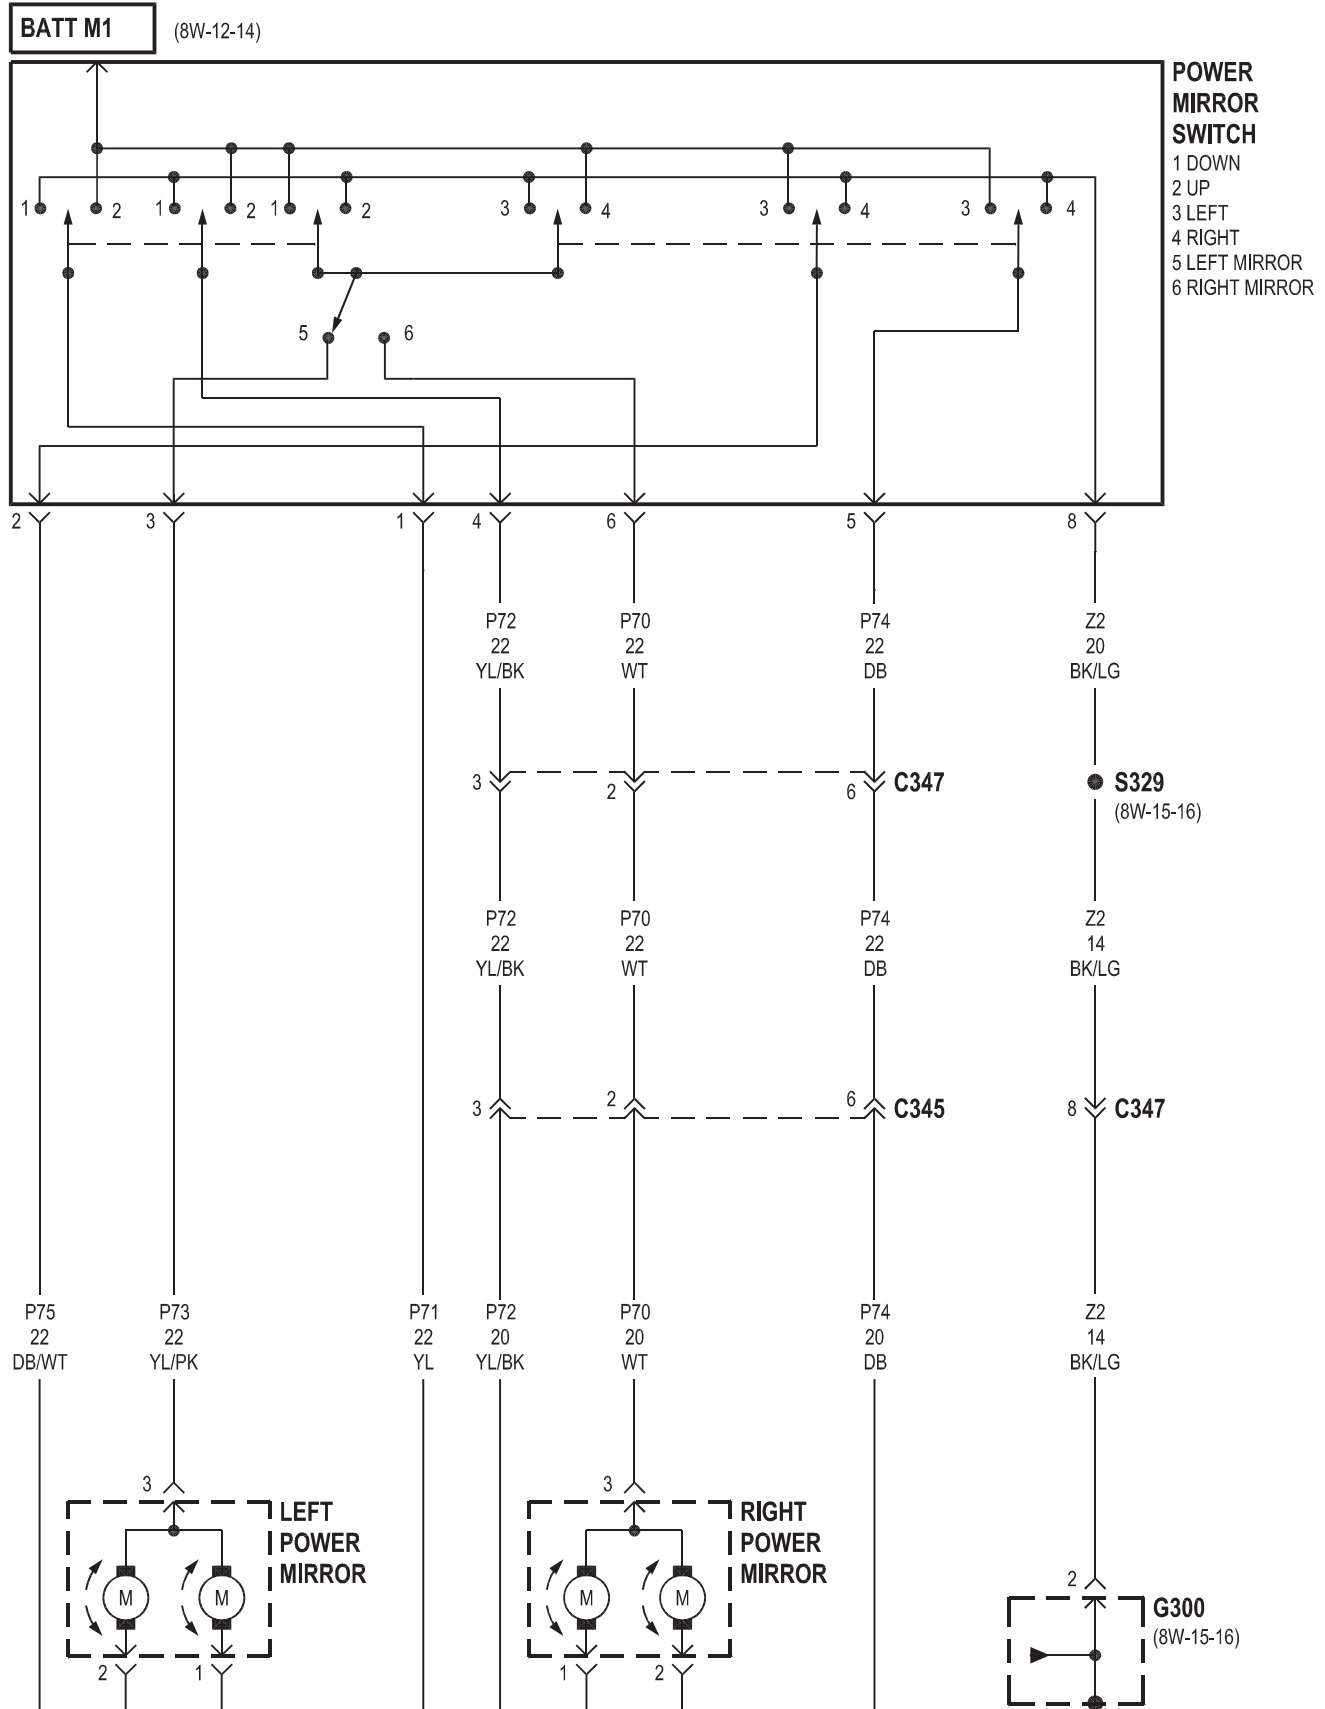 BATT M1 (8W-12-14)
POWER
MIRROR
SWITCH
1 DOWN
2 UP
3 LEFT
4 RIGHT
5 LEFT MIRROR
6 RIGHT MIRROR
1 2 1 2 1 2 3 4 3 4 3 4
5 6
2 3 1 4 6 5 8
P72 P70 P74 Z2
22 22 22 20
YL/BK WT DB BK/LG
3 2 6 C347 S329
(8W-15-16)
P72 P70 P74 Z2
22 22 22 14
YL/BK WT DB BK/LG
3 2 6 C345 8 C347
P75 P73 P71 P72 P70 P74 Z2
22 22 22 20 20 20 14
DB/WT YL/PK YL YL/BK WT DB BK/LG
3 3
LEFT RIGHT
POWER POWER
MIRROR MIRROR
M M M M
2 1 1 2
2
G300
(8W-15-16)